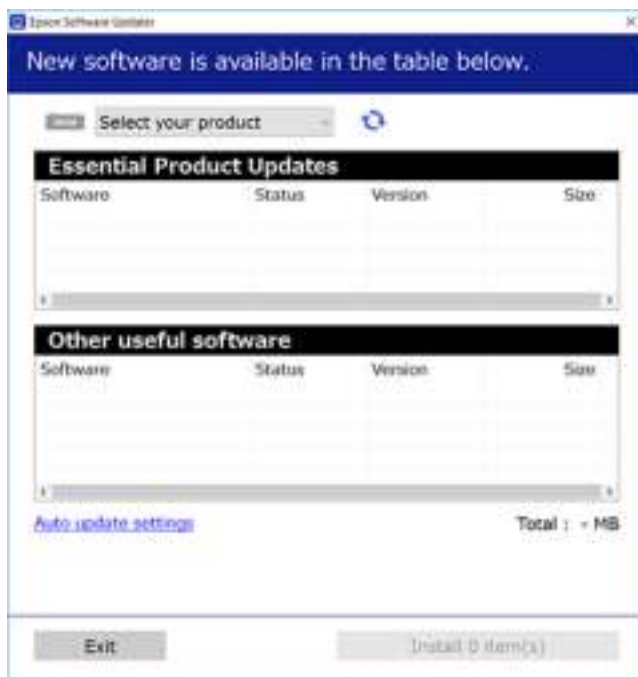 Epson Software Updater
New software is available in the table below.
Select your product
Essential Product Updates
Software Status Version Size
Other useful software
Software Status Version Size
Auto update settings Total : - MB
Exit Install 0 item(s)